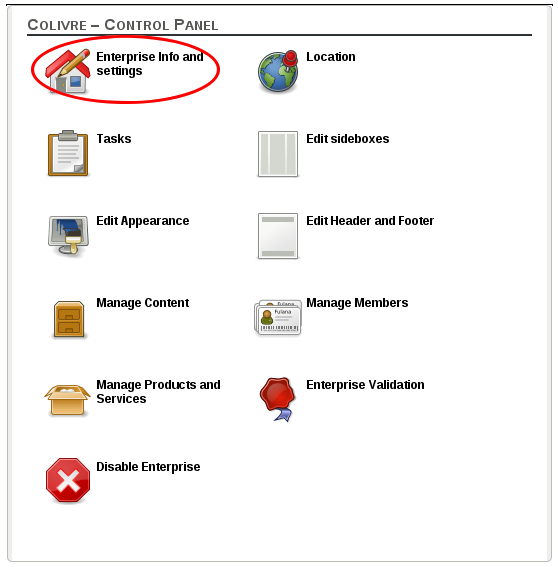 Colivre – Control Panel
Enterprise Info and
settings
Location
Tasks
Edit sideboxes
Edit Appearance
Edit Header and Footer
Manage Content
Fulana
Fulana
Manage Members
Manage Products and
Services
Enterprise Validation
Disable Enterprise